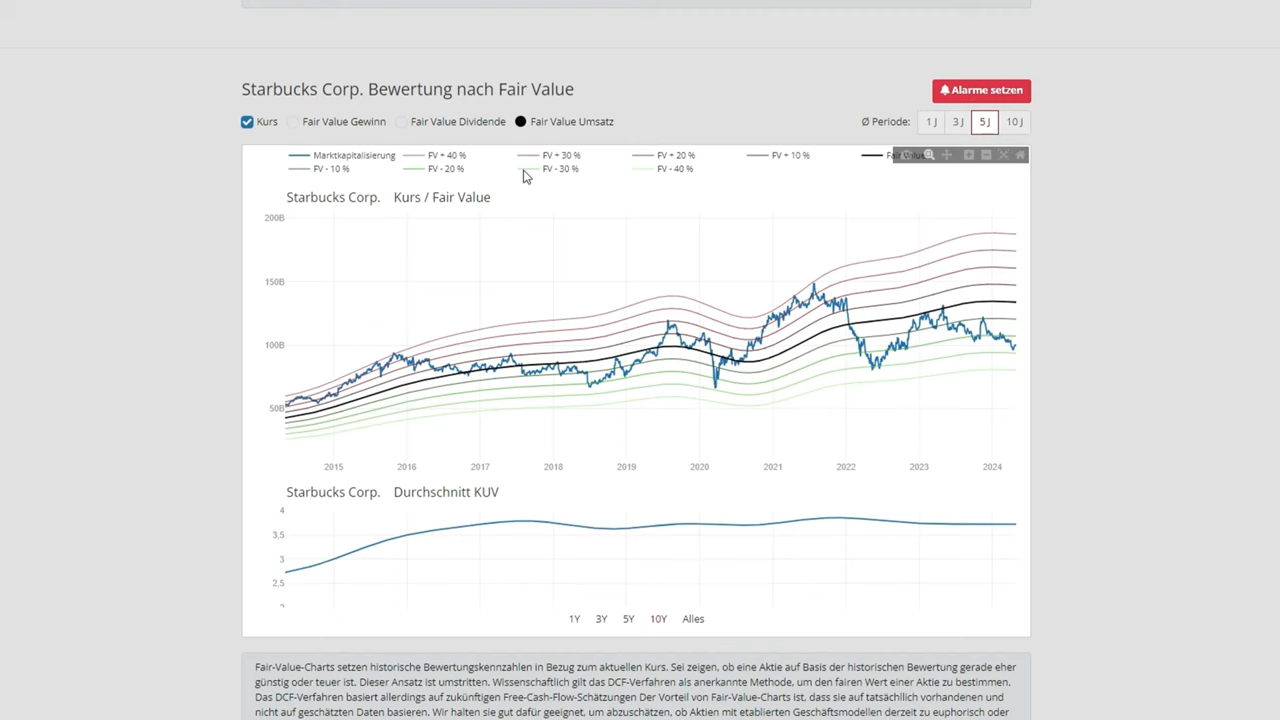 Starbucks Corp. Bewertung nach Fair Value
Alarme setzen
Kurs Fair Value Gewinn Fair Value Dividende Fair Value Umsatz
Ø Periode: 1 J 3 J 5 J 10 J
Marktkapitalisierung FV + 40 % FV + 30 % FV + 20 % FV + 10 % Fair Value
FV - 10 % FV - 20 % FV - 30 % FV - 40 %
Starbucks Corp. Kurs / Fair Value
200B
150B
100B
50B
2015 2016 2017 2018 2019 2020 2021 2022 2023 2024
Starbucks Corp. Durchschnitt KUV
4
3,5
3
2,5
1Y 3Y 5Y 10Y Alles
Fair-Value-Charts setzen historische Bewertungskennzahlen in Bezug zum aktuellen Kurs. Sei zeigen, ob eine Aktie auf Basis der historischen Bewertung gerade eher
günstig oder teuer ist. Dieser Ansatz ist umstritten. Wissenschaftlich gilt das DCF-Verfahren als anerkannte Methode, um den fairen Wert einer Aktie zu bestimmen.
Das DCF-Verfahren basiert allerdings auf zukünftigen Free-Cash-Flow-Schätzungen Der Vorteil von Fair-Value-Charts ist, dass sie auf tatsächlich vorhandenen und
nicht auf geschätzten Daten basieren. Wir halten sie gut dafür geeignet, um abzuschätzen, ob Aktien mit etablierten Geschäftsmodellen derzeit zu euphorisch oder